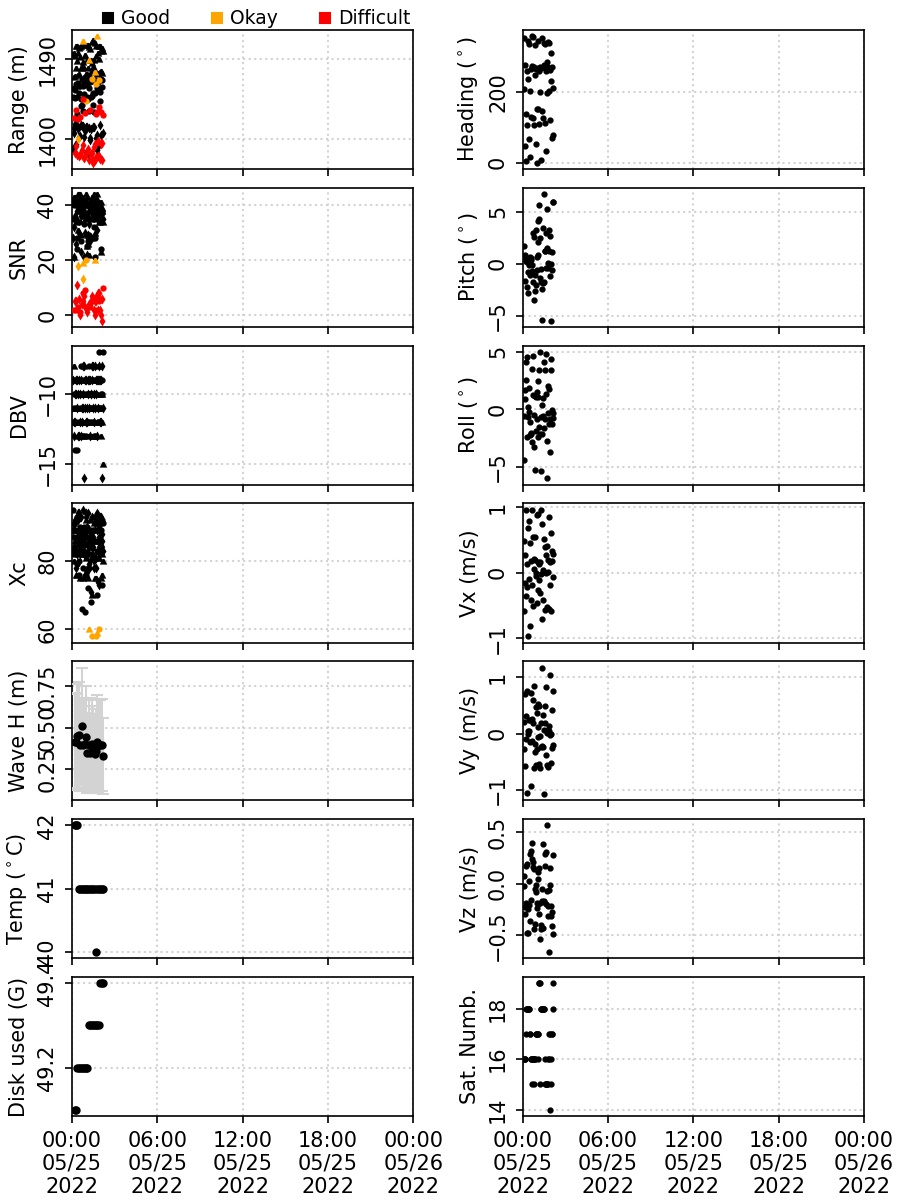 Good Okay Difficult
Range (m)
1490
1400
Heading (°)
200
0
SNR
40
20
0
Pitch (°)
5
0
−5
DBV
−10
−15
Roll (°)
5
0
−5
Xc
80
60
Vx (m/s)
1
0
−1
Wave H (m)
0.75
0.50
0.25
Vy (m/s)
1
0
−1
Temp (°C)
42
41
40
Vz (m/s)
0.5
0.0
−0.5
Disk used (G)
49.4
49.2
Sat. Numb.
18
16
14
00:00 06:00 12:00 18:00 00:00
05/25 05/25 05/25 05/25 05/26
2022 2022 2022 2022 2022
00:00 06:00 12:00 18:00 00:00
05/25 05/25 05/25 05/25 05/26
2022 2022 2022 2022 2022